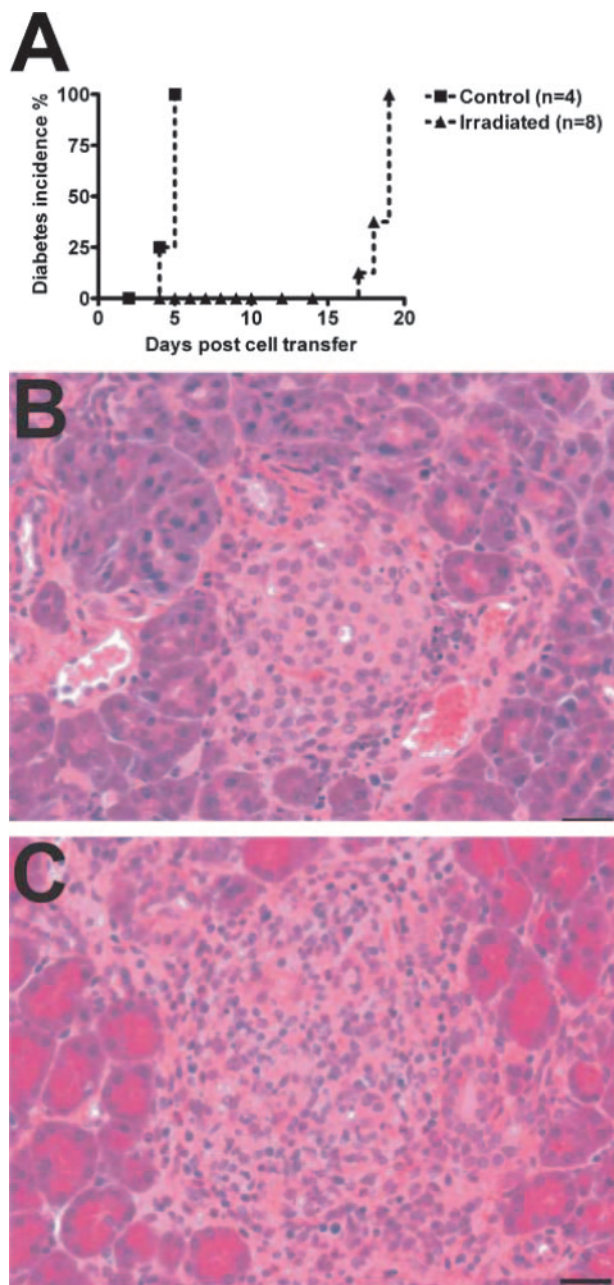 A
Diabetes incidence %
100
75
50
25
0
0 5 10 15 20
Days post cell transfer
Control (n=4)
Irradiated (n=8)
B
C